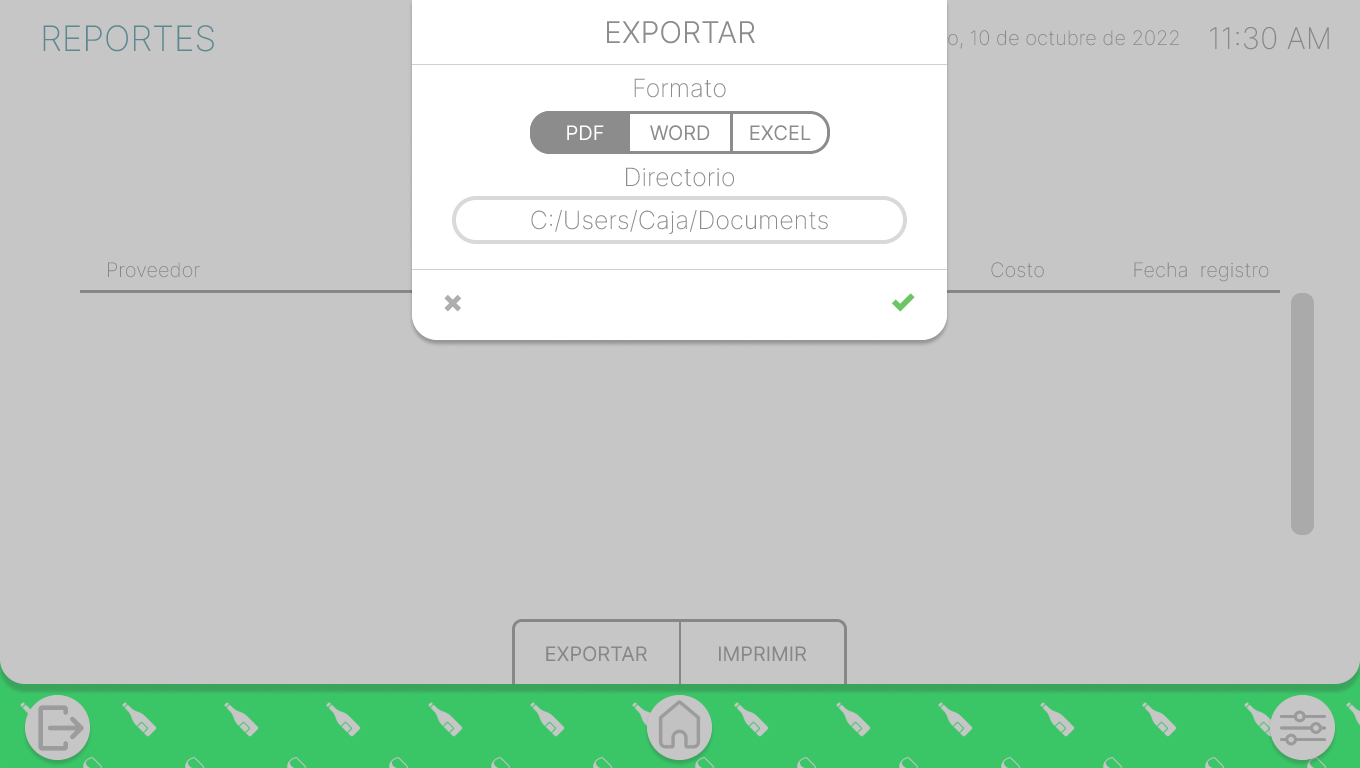 REPORTES
EXPORTAR
10 de octubre de 2022
11:30 AM
Formato
PDF WORD EXCEL
Directorio
C:/Users/Caja/Documents
Proveedor Costo Fecha registro
EXPORTAR IMPRIMIR